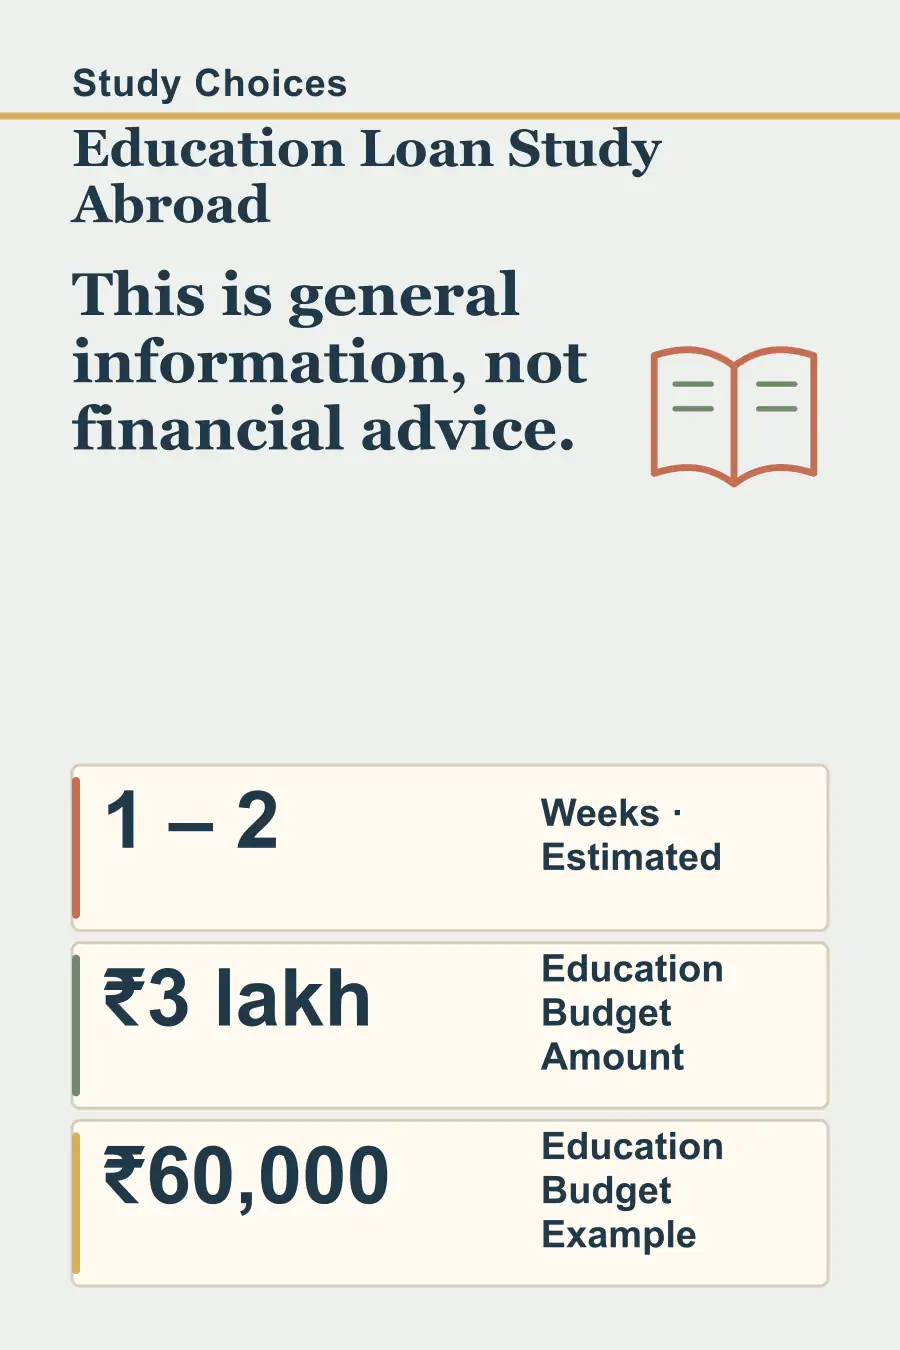 Study Choices
Education Loan Study
Abroad
This is general
information, not
financial advice.
1 – 2
Weeks ·
Estimated
₹3 lakh
Education
Budget
Amount
₹60,000
Education
Budget
Example